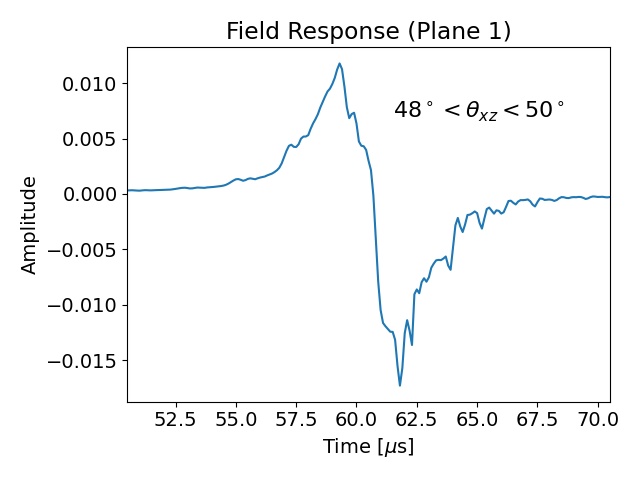 Field Response (Plane 1)
48° < θxz < 50°
Amplitude
0.010
0.005
0.000
−0.005
−0.010
−0.015
52.5 55.0 57.5 60.0 62.5 65.0 67.5 70.0
Time [μs]